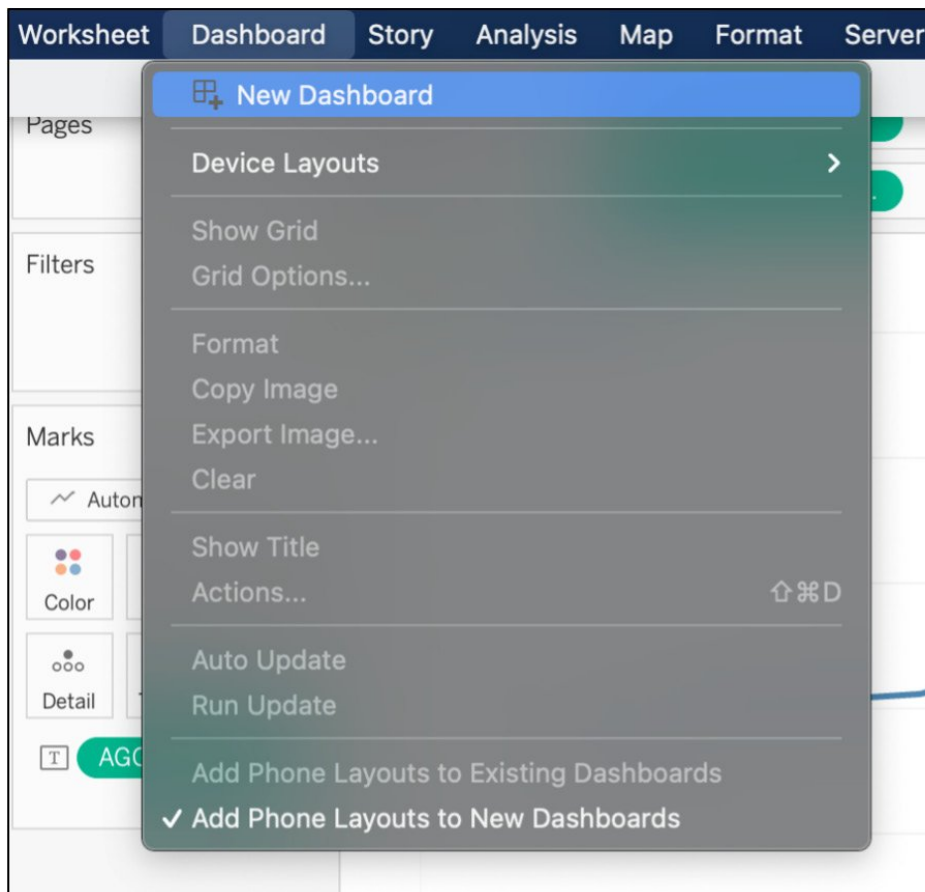 Worksheet Dashboard Story Analysis Map Format Server
New Dashboard
Pages
Device Layouts
Show Grid
Filters
Grid Options...
Format
Copy Image
Marks
Export Image...
Clear
Color
Show Title
Actions... ⇧⌘D
Auto Update
Detail
Run Update
T
Add Phone Layouts to Existing Dashboards
✓ Add Phone Layouts to New Dashboards